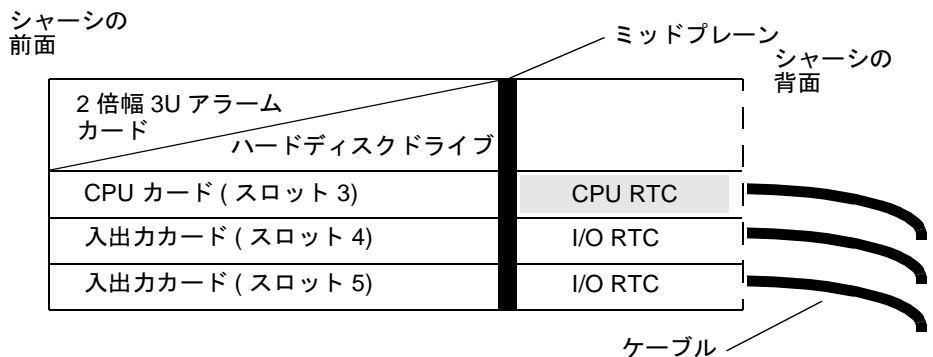 シャーシの
前面
ミッドプレーン
シャーシの
背面
2 倍幅 3U アラーム
カード
ハードディスクドライブ
CPU カード ( スロット 3)
CPU RTC
入出力カード ( スロット 4)
I/O RTC
入出力カード ( スロット 5)
I/O RTC
ケーブル